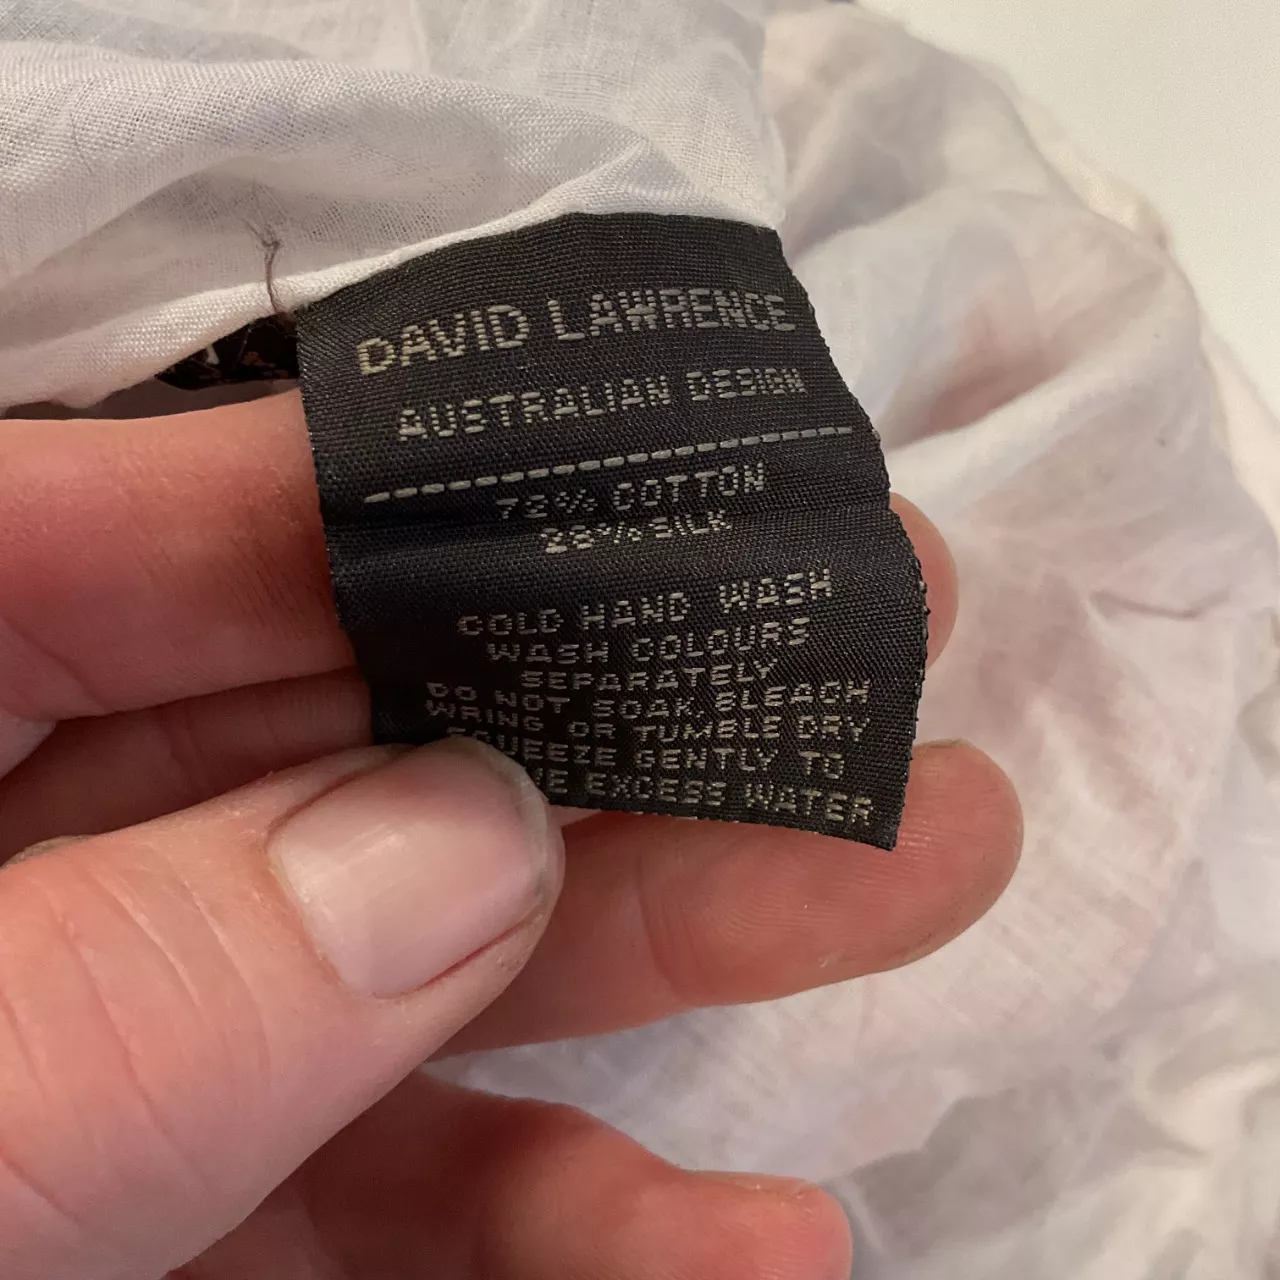 DAVID LAWRENCE
AUSTRALIAN DESIGN
72% COTTON
28% SILK
COLD HAND WASH
WASH COLOURS
SEPARATELY
DO NOT SOAK, BLEACH
WRING OR TUMBLE DRY
SQUEEZE GENTLY TO
EXCESS WATER